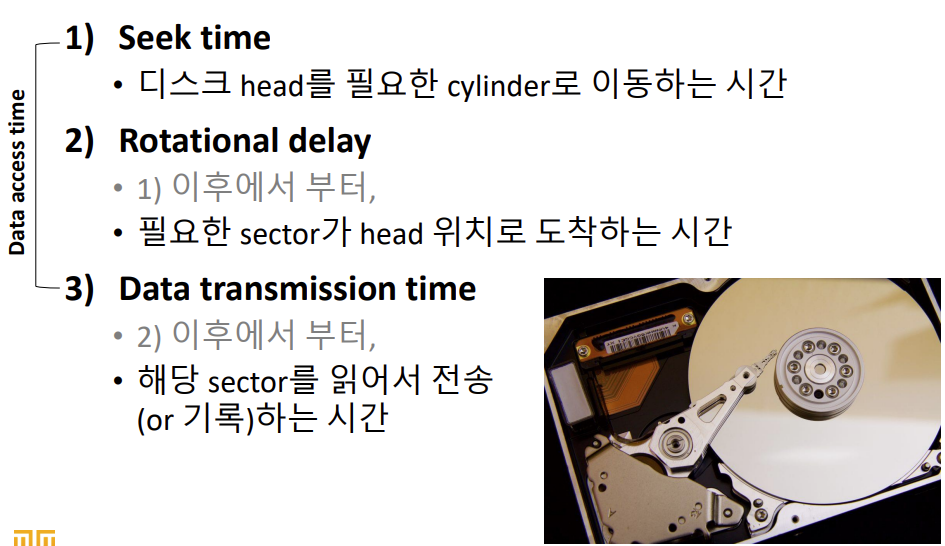 Data access time
1) Seek time
• 디스크 head를 필요한 cylinder로 이동하는 시간
2) Rotational delay
• 1) 이후에서 부터,
• 필요한 sector가 head 위치로 도착하는 시간
3) Data transmission time
• 2) 이후에서 부터,
• 해당 sector를 읽어서 전송
(or 기록)하는 시간